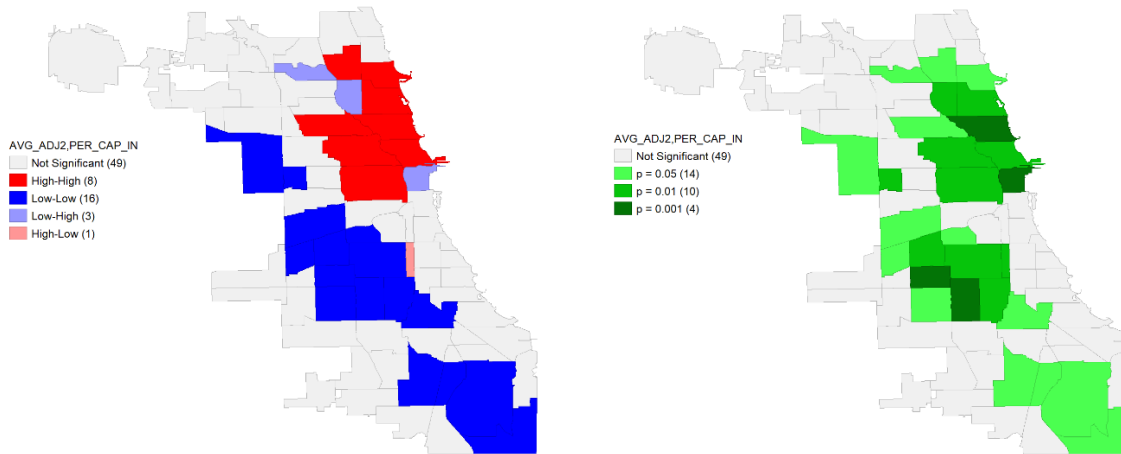 AVG_ADJ2,PER_CAP_IN
Not Significant (49)
High-High (8)
Low-Low (16)
Low-High (3)
High-Low (1)
AVG_ADJ2,PER_CAP_IN
Not Significant (49)
p = 0.05 (14)
p = 0.01 (10)
p = 0.001 (4)